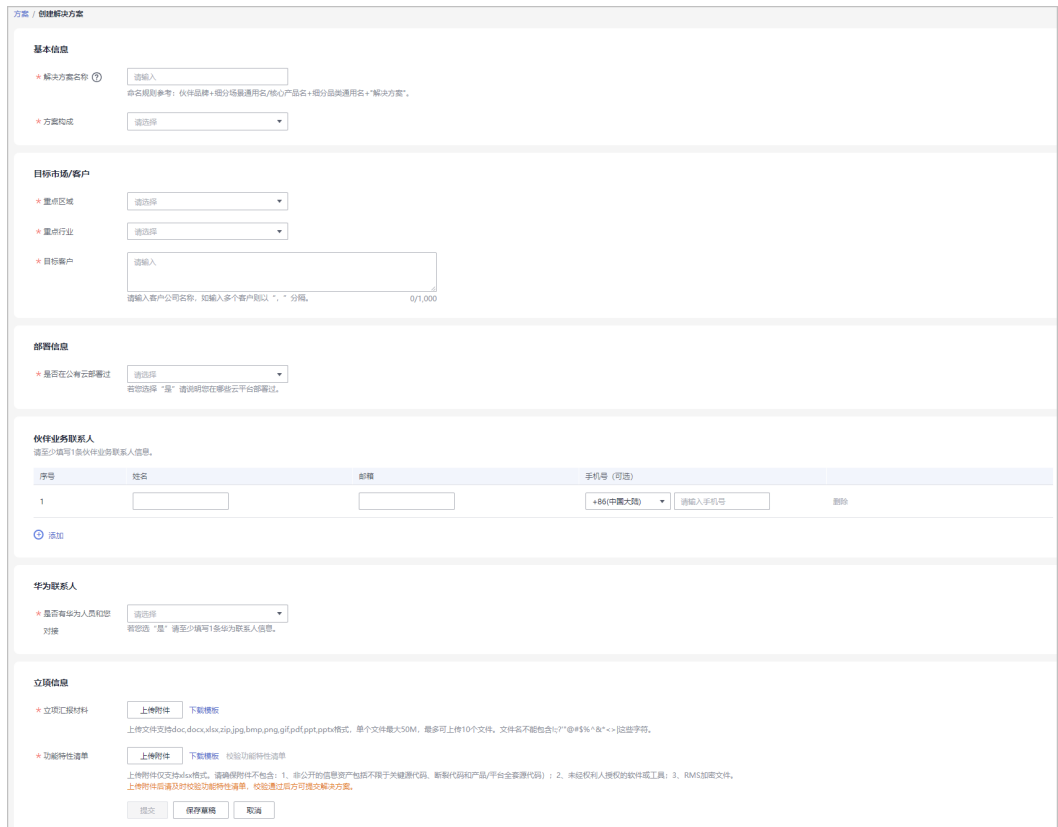 方案 / 创建解决方案
基本信息
* 解决方案名称 ? 请输入
命名规则参考：伙伴品牌+细分场景通用名/核心产品名+细分品类通用名+"解决方案"。
* 方案构成 请选择
目标市场/客户
* 重点区域 请选择
* 重点行业 请选择
* 目标客户 请输入
请输入客户公司名称，如输入多个客户则以 "，" 分隔。 0/1,000
部署信息
* 是否在公有云部署过 请选择
若您选择 "是" 请说明您在哪些云平台部署过。
伙伴业务联系人
请至少填写1条伙伴业务联系人信息。
序号 姓名 邮箱 手机号（可选）
1 +86(中国大陆) 请输入手机号 删除
添加
华为联系人
* 是否有华为人员和您 请选择
对接 若您选 "是" 请至少填写1条华为联系人信息。
立项信息
* 立项汇报材料 上传附件 下载模板
上传文件支持doc,docx,xlsx,zip,jpg,bmp,png,gif,pdf,ppt,pptx格式，单个文件最大50M，最多可上传10个文件。文件名不能包含!;?'"@#$%^&*<>|这些字符。
* 功能特性清单 上传附件 下载模板 校验功能特性清单
上传附件仅支持xlsx格式。请确保附件不包含：1、非公开的信息资产包括不限于关键源代码、断裂代码和产品/平台全套源代码）；2、未经权利人授权的软件或工具；3、RMS加密文件。
上传附件后请及时校验功能特性清单，校验通过后方可提交解决方案。
提交 保存草稿 取消